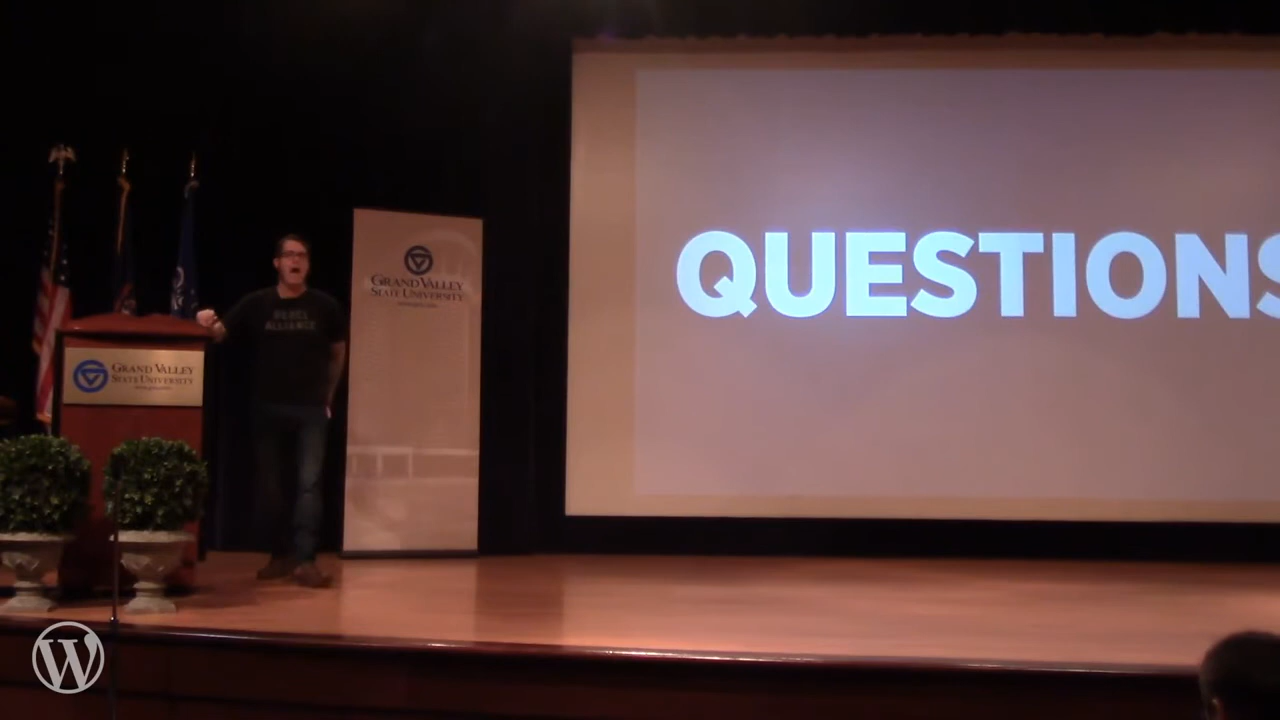 QUESTIONS
GRAND VALLEY
STATE UNIVERSITY
REBEL
ALLIANCE
GRAND VALLEY
STATE UNIVERSITY
W